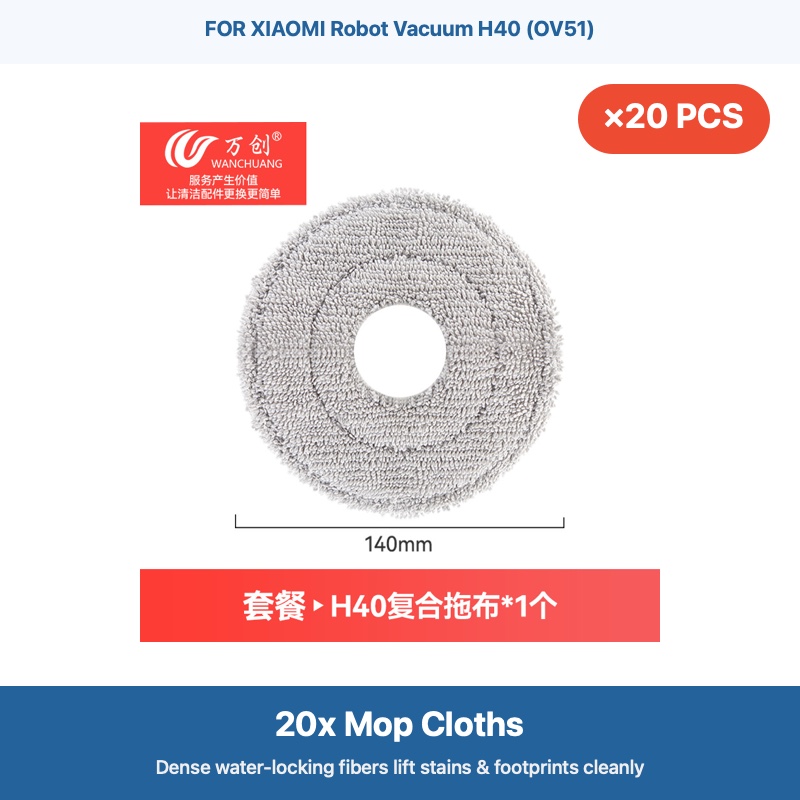 FOR XIAOMI Robot Vacuum H40 (OV51)
×20 PCS
万创®
WANCHUANG
服务产生价值
让清洁配件更换更简单
140mm
套餐▸H40复合拖布*1个
20x Mop Cloths
Dense water-locking fibers lift stains & footprints cleanly